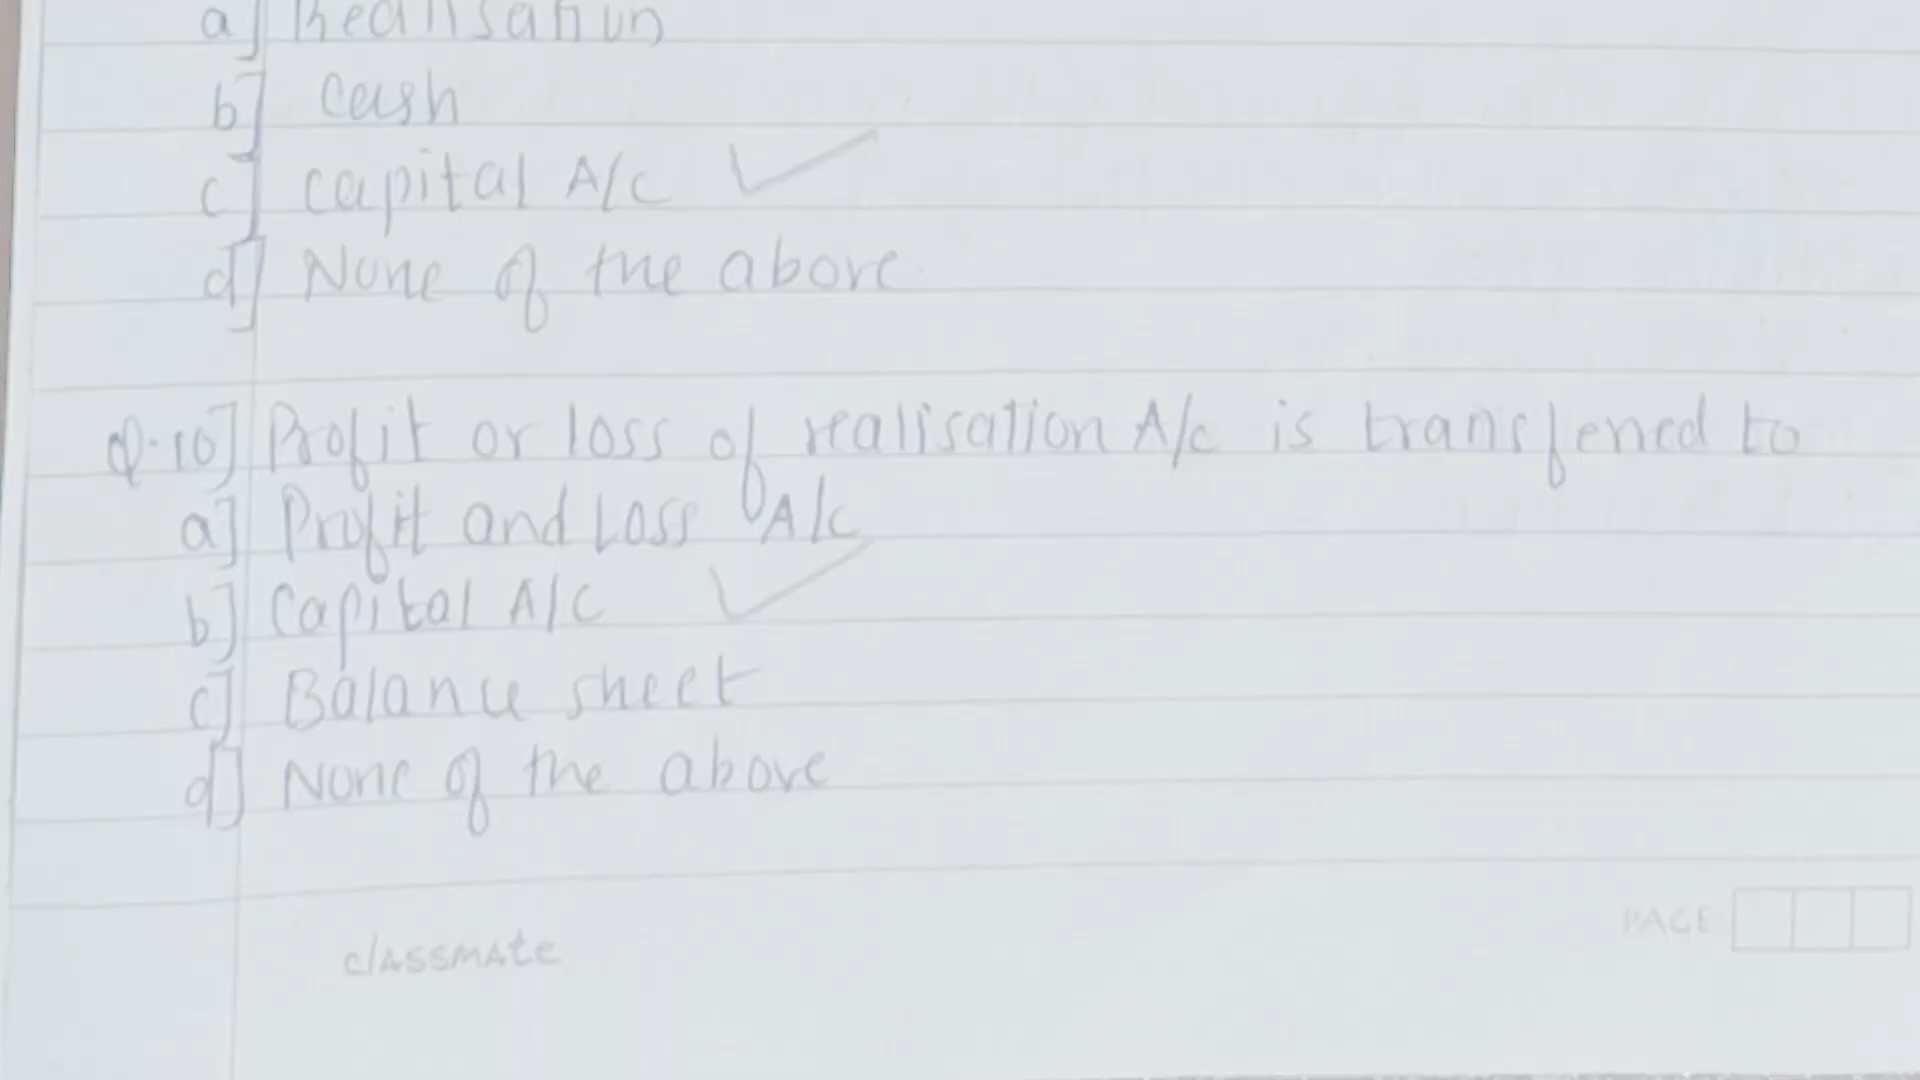 a] Realisation
b] Cash
c] Capital A/c
d] None of the above
Q.10] Profit or loss of realisation A/c is transferred to
a] Profit and Loss A/c
b] Capital A/c
c] Balance sheet
d] None of the above
classmate
PAGE